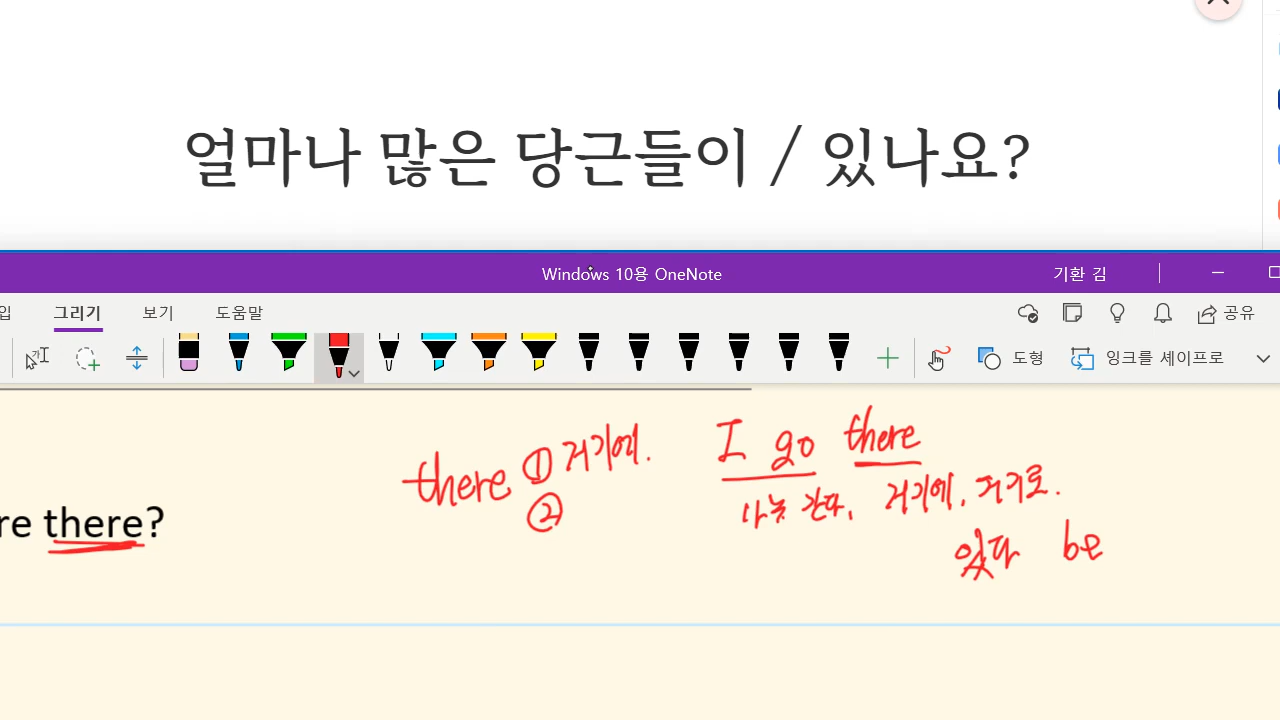 얼마나 많은 당근들이 / 있나요?
Windows 10용 OneNote
기환 김
입 그리기 보기 도움말
공유
가
도형
잉크를 셰이프로
there ① 거기에.
②
I go there
나는 간다, 거기에, 저기로.
있다 be
re there?